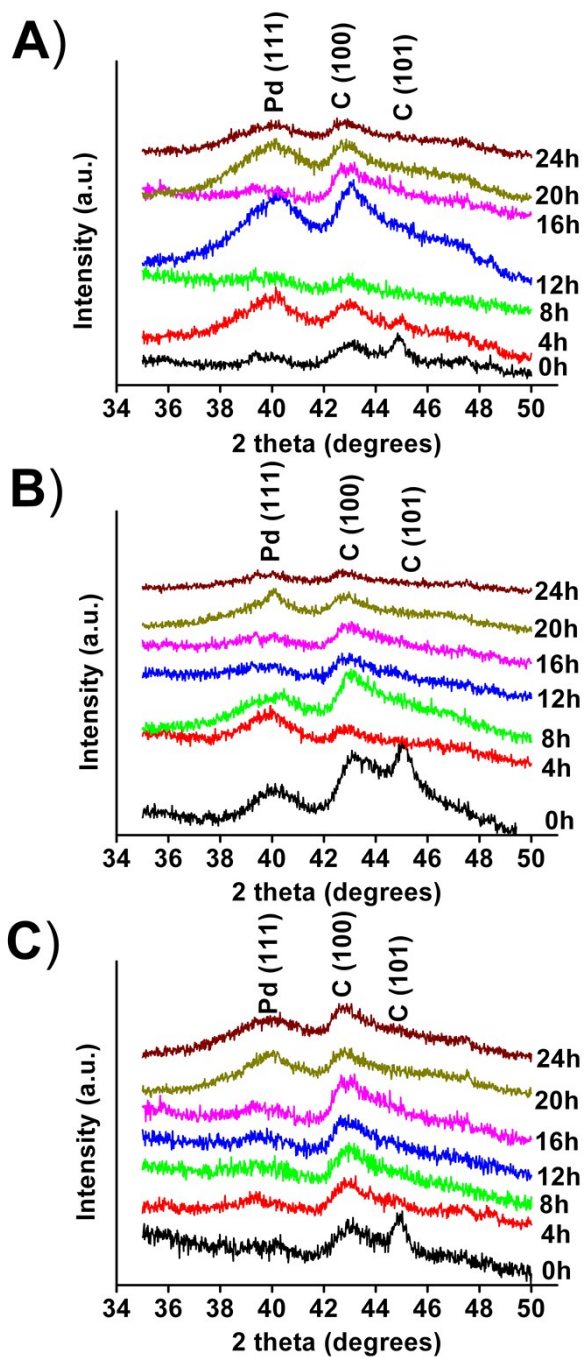 A)
Pd (111)
C (100)
C (101)
Intensity (a.u.)
24h
20h
16h
12h
8h
4h
0h
34 36 38 40 42 44 46 48 50
2 theta (degrees)
B)
Pd (111)
C (100)
C (101)
Intensity (a.u.)
24h
20h
16h
12h
8h
4h
0h
34 36 38 40 42 44 46 48 50
2 theta (degrees)
C)
Pd (111)
C (100)
C (101)
Intensity (a.u.)
24h
20h
16h
12h
8h
4h
0h
34 36 38 40 42 44 46 48 50
2 theta (degrees)